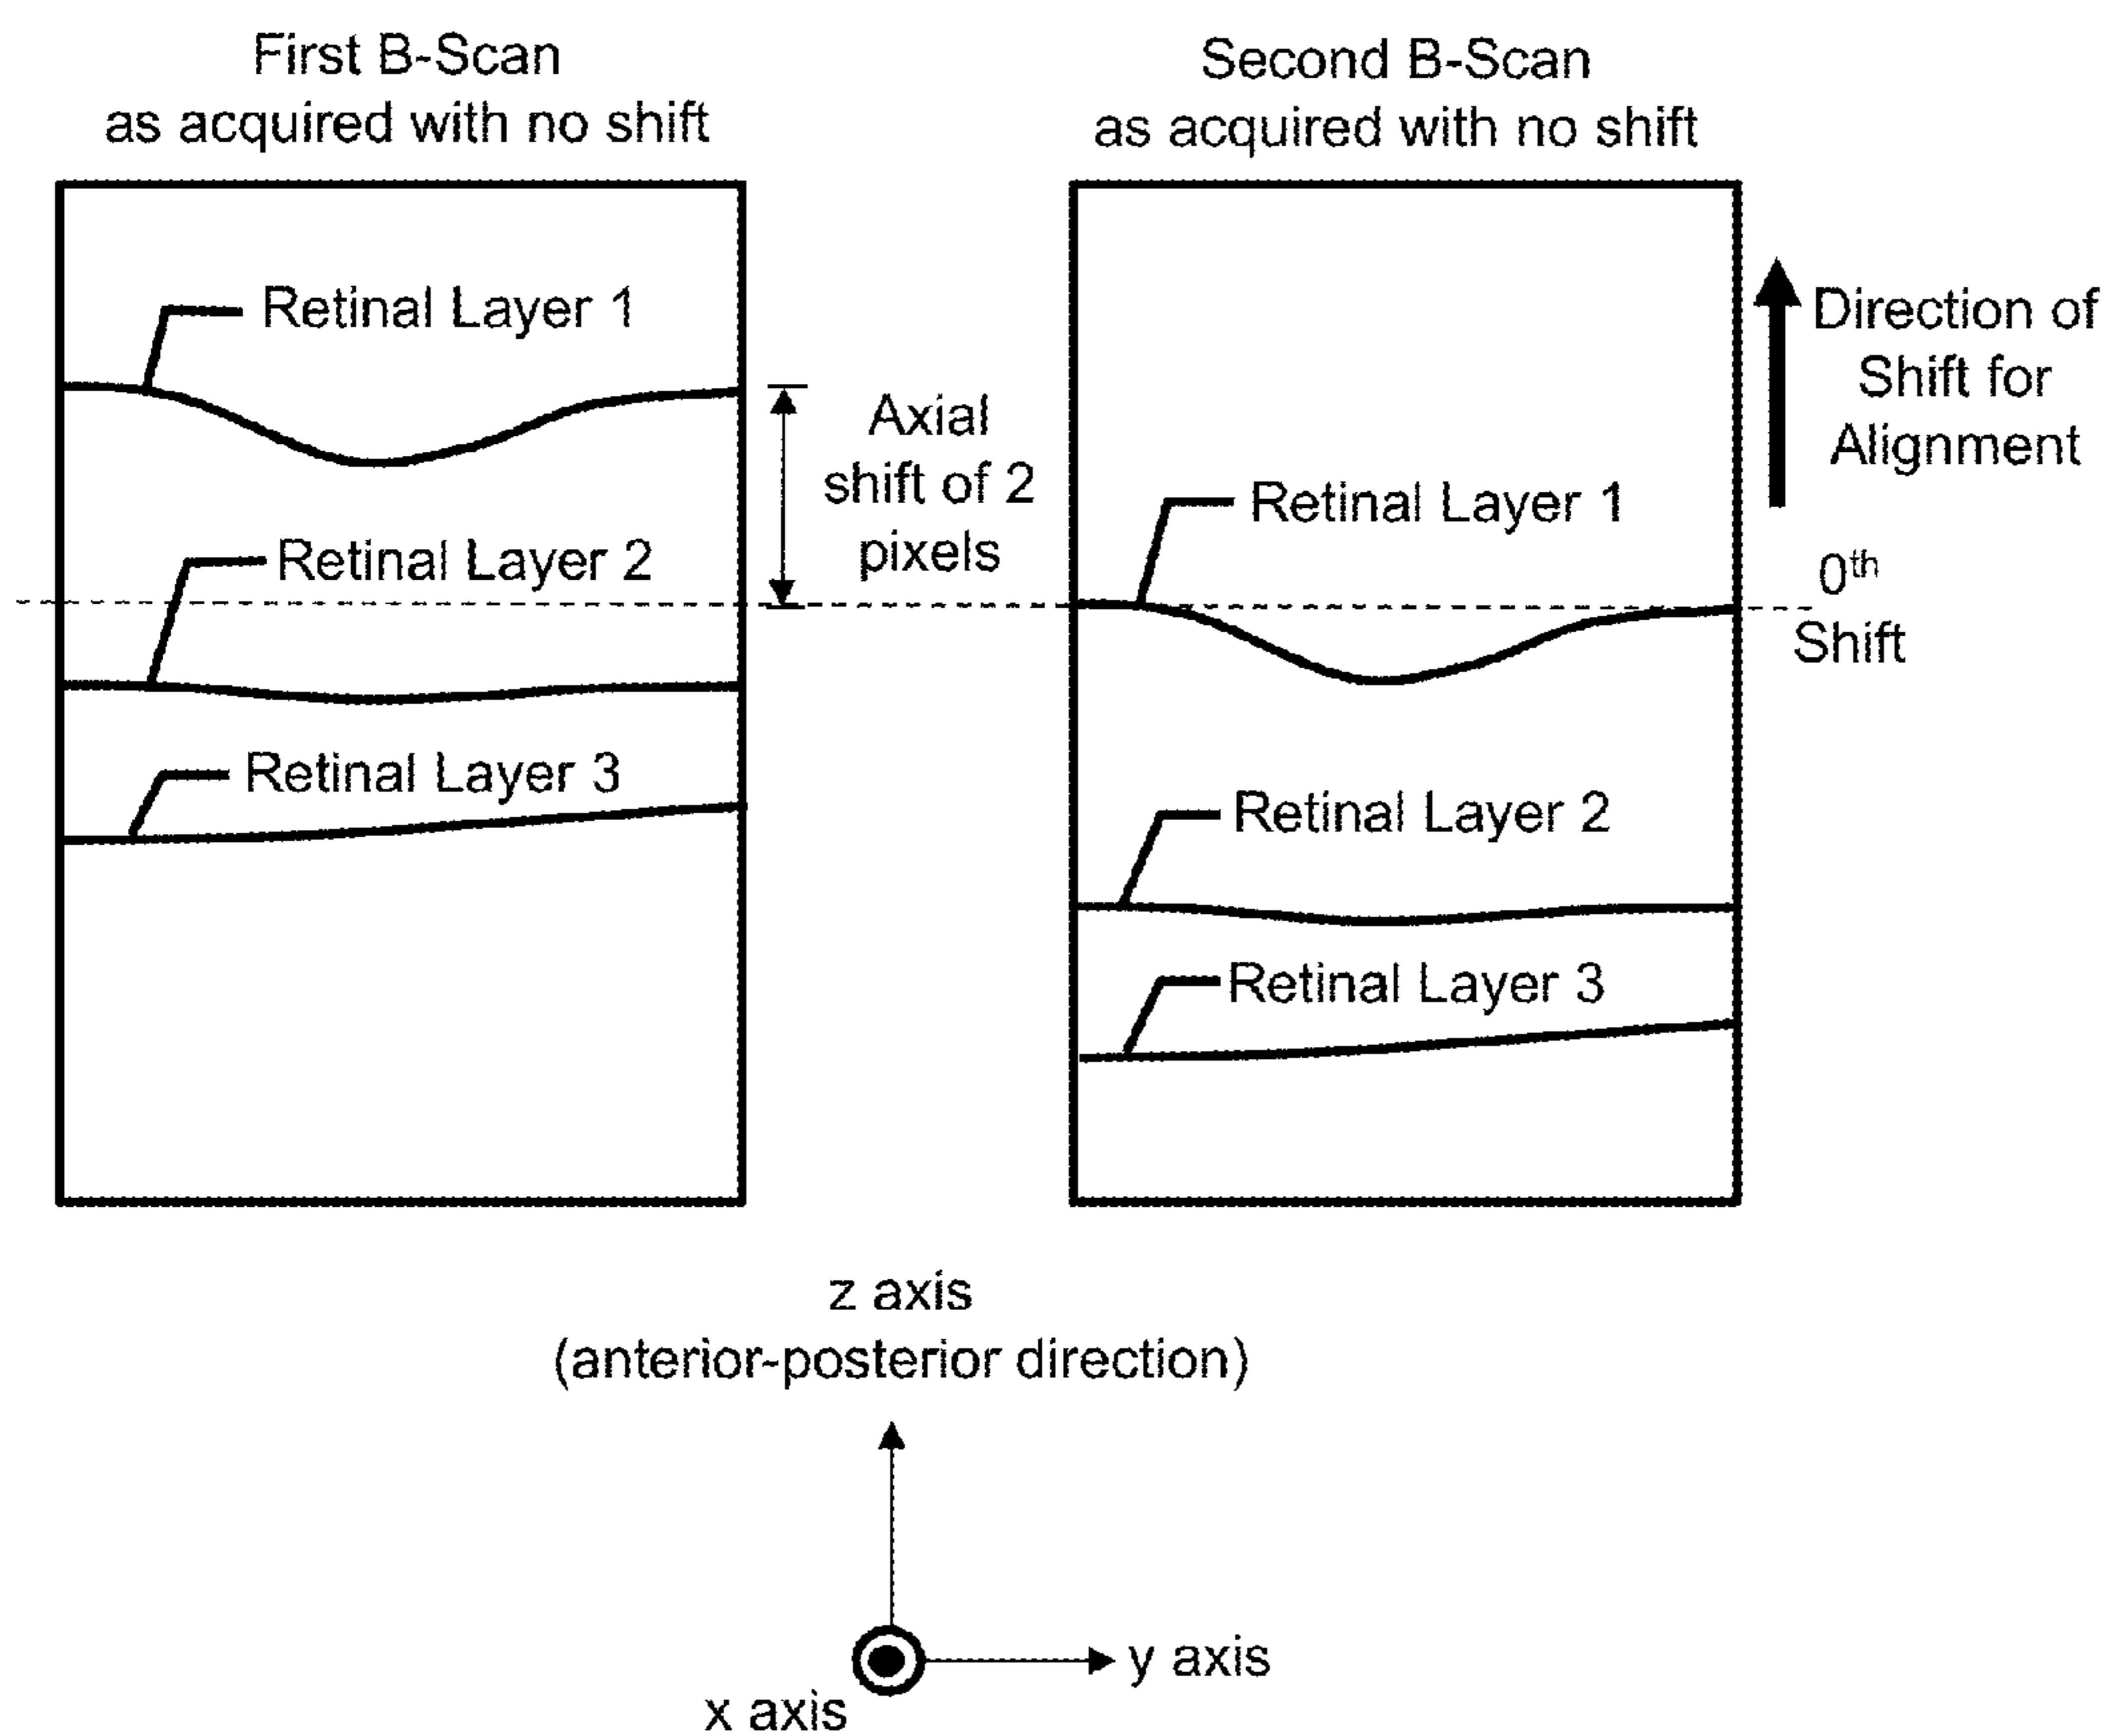 First B-Scan
as acquired with no shift
Second B-Scan
as acquired with no shift
Retinal Layer 1
Retinal Layer 2
Retinal Layer 3
Axial
shift of 2
pixels
Retinal Layer 1
Retinal Layer 2
Retinal Layer 3
Direction of
Shift for
Alignment
0th
Shift
z axis
(anterior-posterior direction)
y axis
x axis